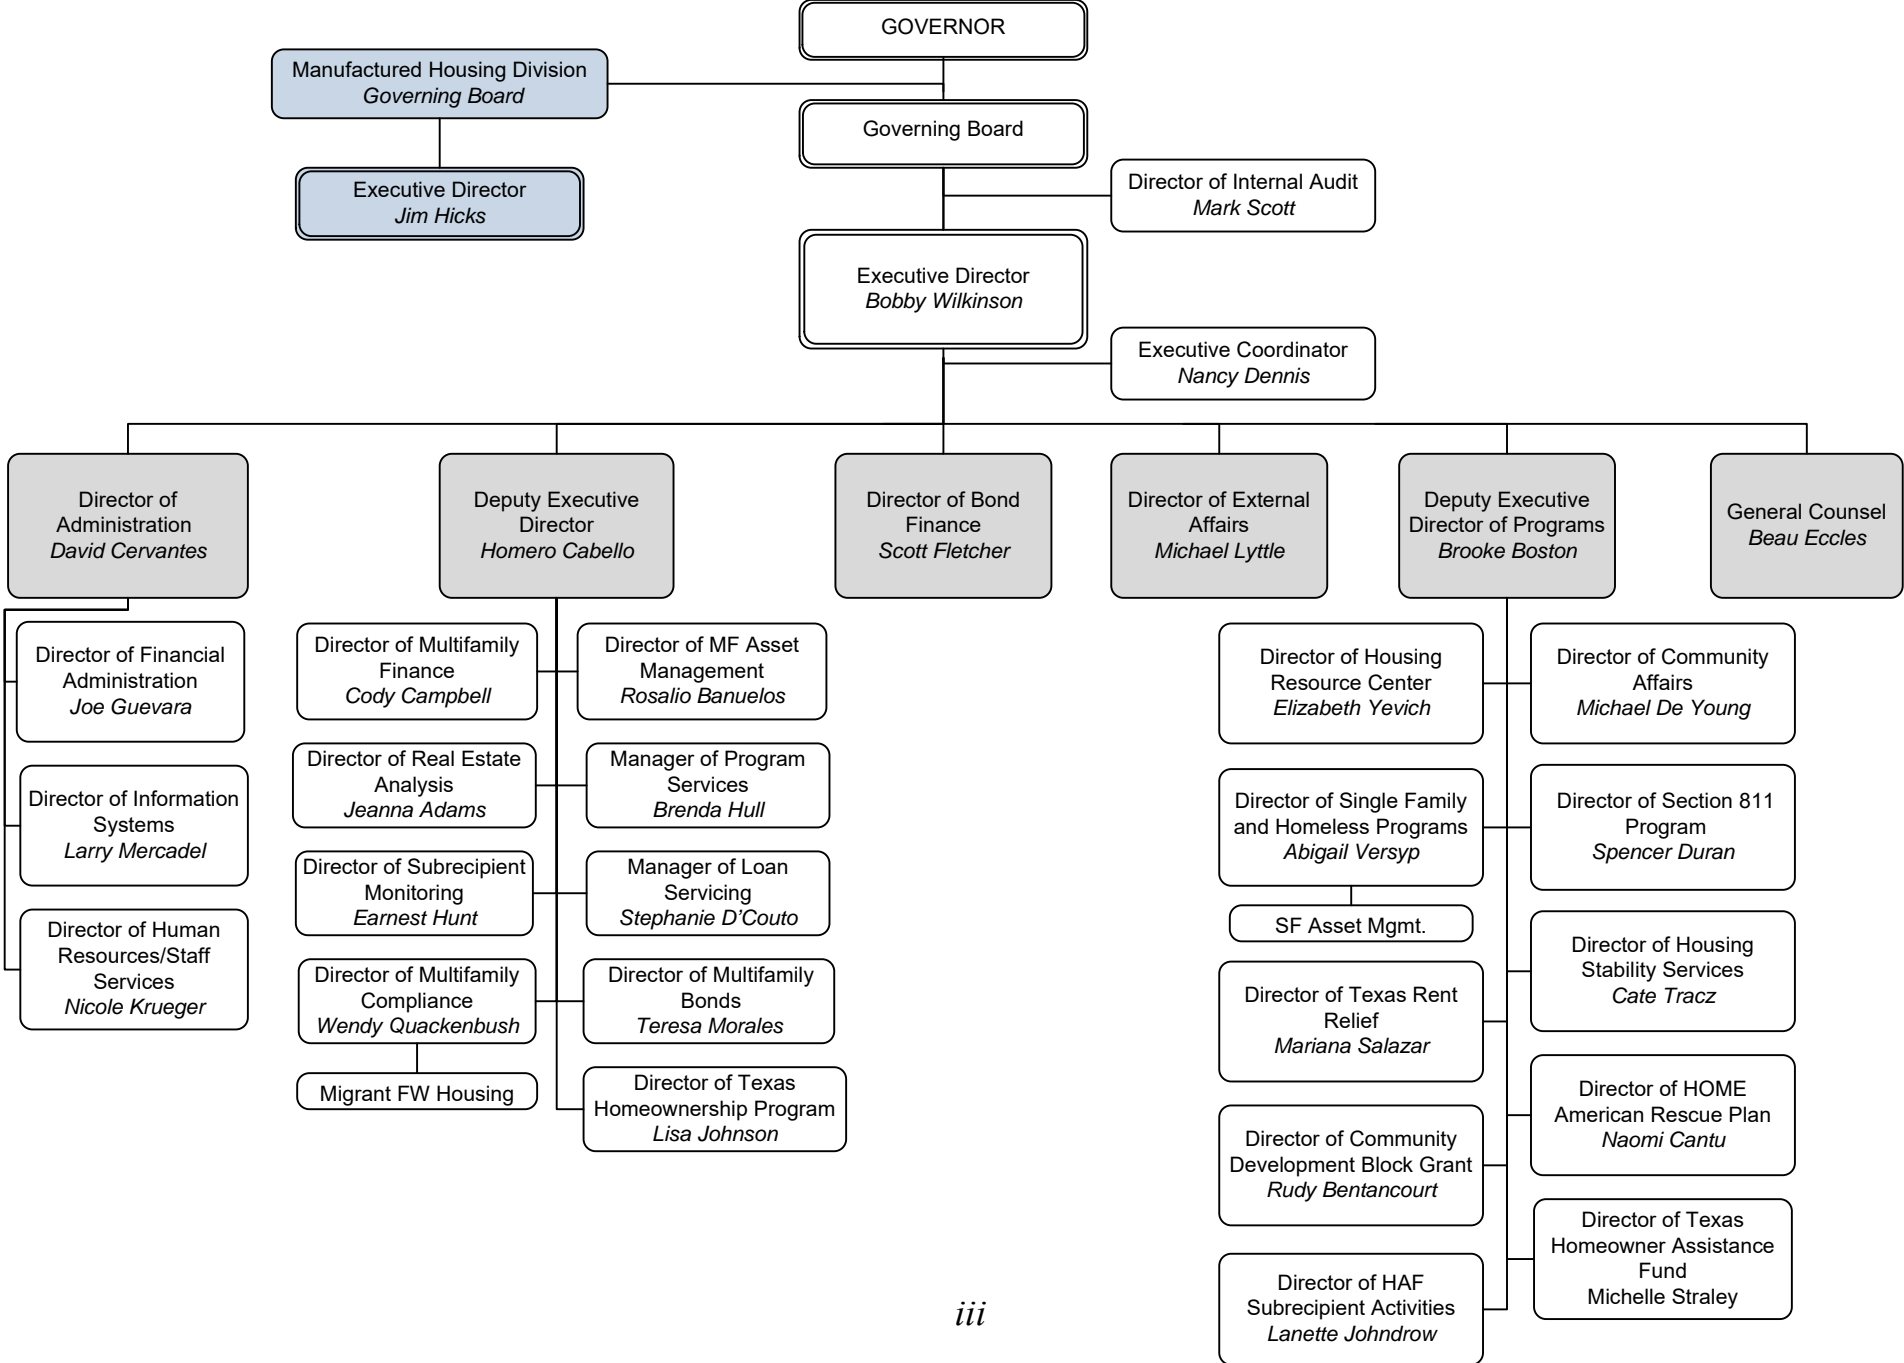 GOVERNOR
Manufactured Housing Division
Governing Board
Governing Board
Executive Director
Jim Hicks
Director of Internal Audit
Mark Scott
Executive Director
Bobby Wilkinson
Executive Coordinator
Nancy Dennis
Director of
Administration
David Cervantes
Deputy Executive
Director
Homero Cabello
Director of Bond
Finance
Scott Fletcher
Director of External
Affairs
Michael Lyttle
Deputy Executive
Director of Programs
Brooke Boston
General Counsel
Beau Eccles
Director of Financial
Administration
Joe Guevara
Director of Information
Systems
Larry Mercadel
Director of Human
Resources/Staff
Services
Nicole Krueger
Director of Multifamily
Finance
Cody Campbell
Director of MF Asset
Management
Rosalio Banuelos
Director of Real Estate
Analysis
Jeanna Adams
Manager of Program
Services
Brenda Hull
Director of Subrecipient
Monitoring
Earnest Hunt
Manager of Loan
Servicing
Stephanie D’Couto
Director of Multifamily
Compliance
Wendy Quackenbush
Director of Multifamily
Bonds
Teresa Morales
Migrant FW Housing
Director of Texas
Homeownership Program
Lisa Johnson
Director of Housing
Resource Center
Elizabeth Yevich
Director of Community
Affairs
Michael De Young
Director of Single Family
and Homeless Programs
Abigail Versyp
Director of Section 811
Program
Spencer Duran
SF Asset Mgmt.
Director of Housing
Stability Services
Cate Tracz
Director of Texas Rent
Relief
Mariana Salazar
Director of HOME
American Rescue Plan
Naomi Cantu
Director of Community
Development Block Grant
Rudy Bentancourt
Director of Texas
Homeowner Assistance
Fund
Michelle Straley
Director of HAF
Subrecipient Activities
Lanette Johndrow
iii